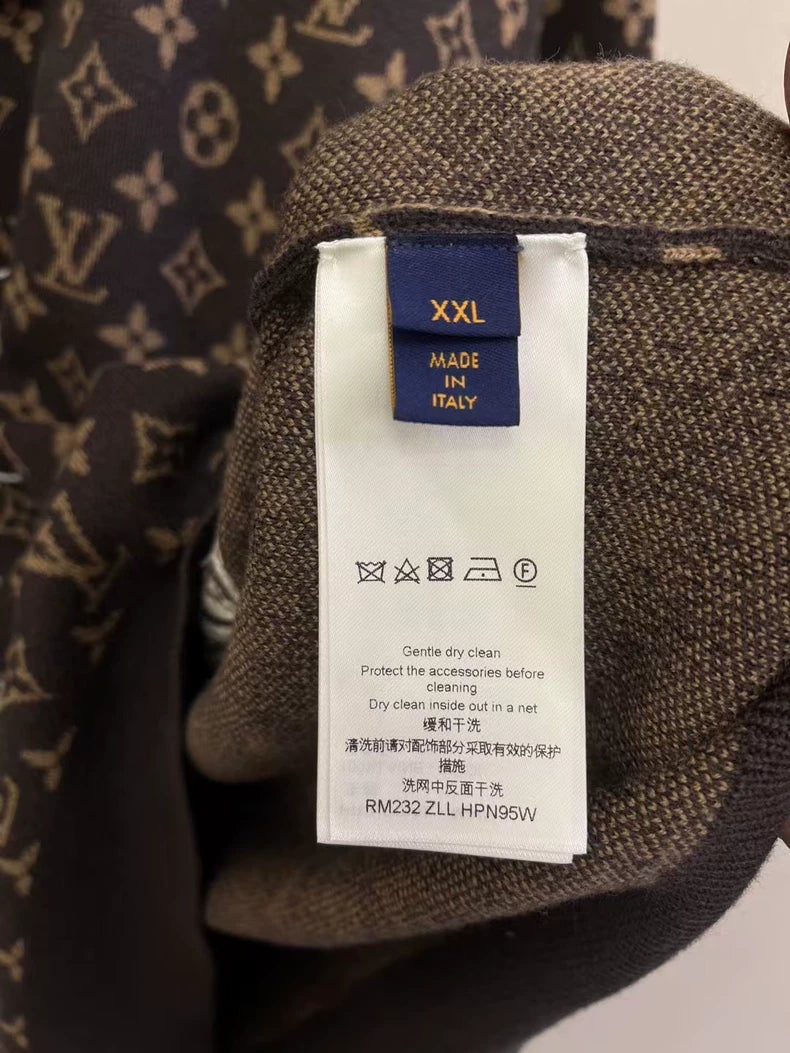 XXL
MADE
IN
ITALY
F
Gentle dry clean
Protect the accessories before
cleaning
Dry clean inside out in a net
缓和干洗
清洗前请对配饰部分采取有效的保护
措施
洗网中反面干洗
RM232 ZLL HPN95W